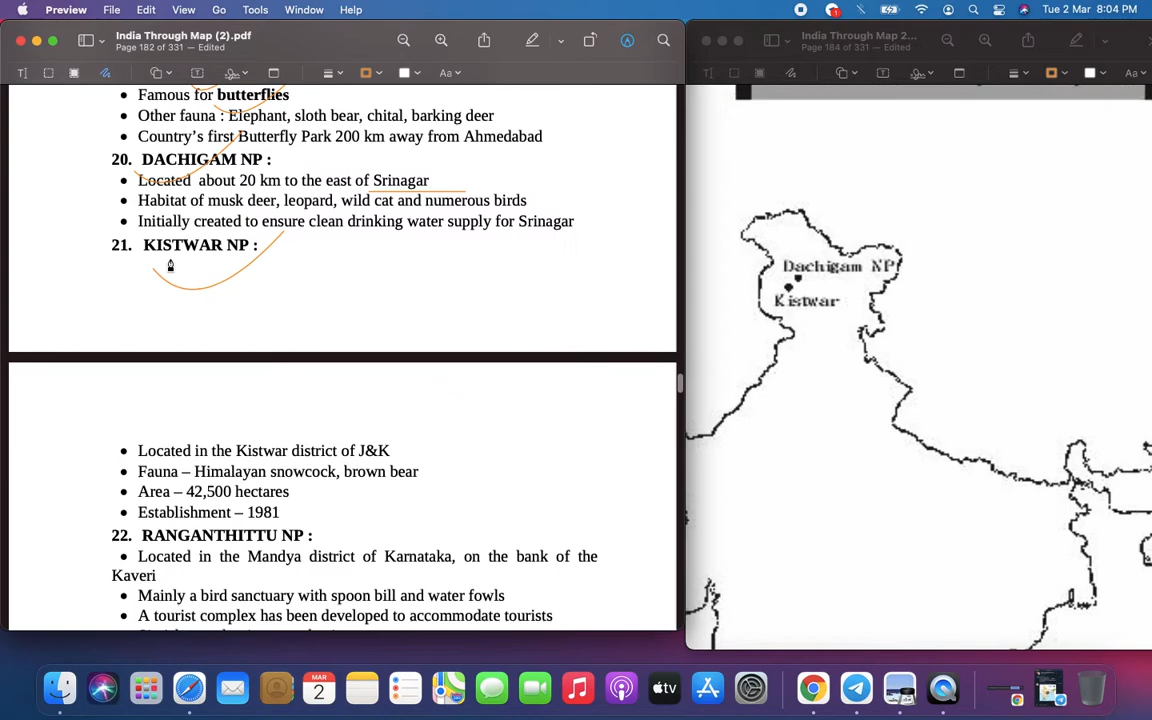 Preview File Edit View Go Tools Window Help Tue 2 Mar 8:04 PM
India Through Map (2).pdf
Page 182 of 331 — Edited
India Through Map 2...
Page 184 of 331 — Edited
Aa
Aa
• Famous for butterflies
• Other fauna : Elephant, sloth bear, chital, barking deer
• Country’s first Butterfly Park 200 km away from Ahmedabad
20. DACHIGAM NP :
• Located about 20 km to the east of Srinagar
• Habitat of musk deer, leopard, wild cat and numerous birds
• Initially created to ensure clean drinking water supply for Srinagar
21. KISTWAR NP :
• Located in the Kistwar district of J&K
• Fauna – Himalayan snowcock, brown bear
• Area – 42,500 hectares
• Establishment – 1981
22. RANGANTHITTU NP :
• Located in the Mandya district of Karnataka, on the bank of the
Kaveri
• Mainly a bird sanctuary with spoon bill and water fowls
• A tourist complex has been developed to accommodate tourists
Dachigam NP
Kistwar
MAR
2
tv